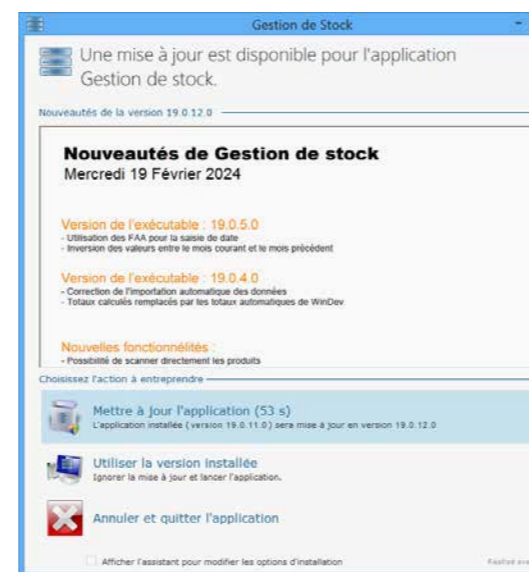 Gestion de Stock
Une mise à jour est disponible pour l'application
Gestion de stock.
Nouveautés de la version 19.0.12.0
Nouveautés de Gestion de stock
Mercredi 19 Février 2024
Version de l'exécutable : 19.0.5.0
- Utilisation des FAA pour la saisie de date
- Inversion des valeurs entre le mois courant et le mois précédent
Version de l'exécutable : 19.0.4.0
- Correction de l'importation automatique des données
- Totaux calculés remplacés par les totaux automatiques de WinDev
Nouvelles fonctionnélités :
- Possibilité de scanner directement les produits
Choisissez l'action à entreprendre
Mettre à jour l'application (53 s)
L'application installée (version 19.0.11.0) sera mise à jour en version 19.0.12.0
Utiliser la version installée
Ignorer la mise à jour et lancer l'application.
Annuler et quitter l'application
Afficher l'assistant pour modifier les options d'installation
Réalisé